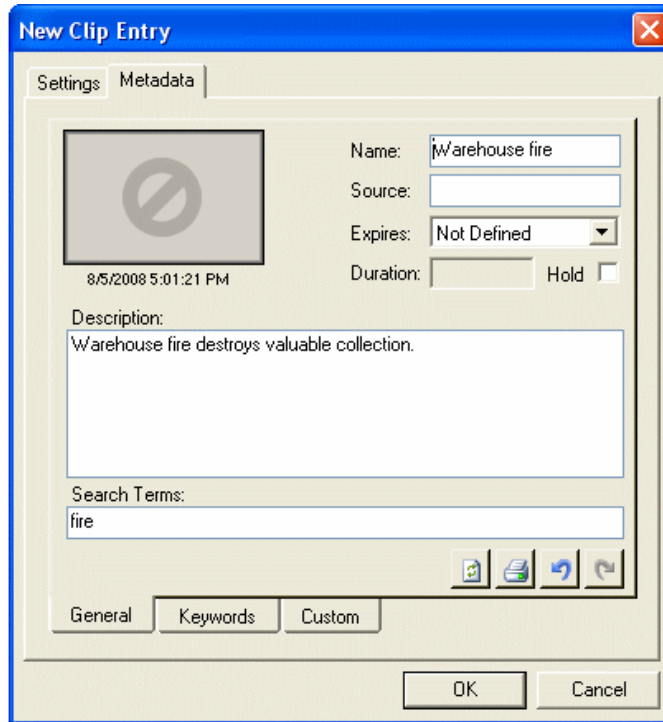 New Clip Entry
Settings Metadata
Name: Warehouse fire
Source:
Expires: Not Defined
8/5/2008 5:01:21 PM
Duration: Hold
Description:
Warehouse fire destroys valuable collection.
Search Terms:
fire
General Keywords Custom
OK Cancel